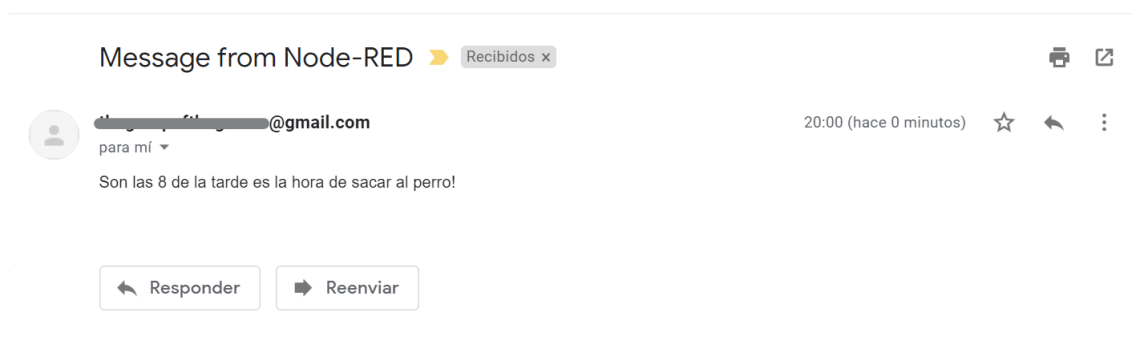 Message from Node-RED Recibidos x
@gmail.com 20:00 (hace 0 minutos)
para mí
Son las 8 de la tarde es la hora de sacar al perro!
Responder Reenviar